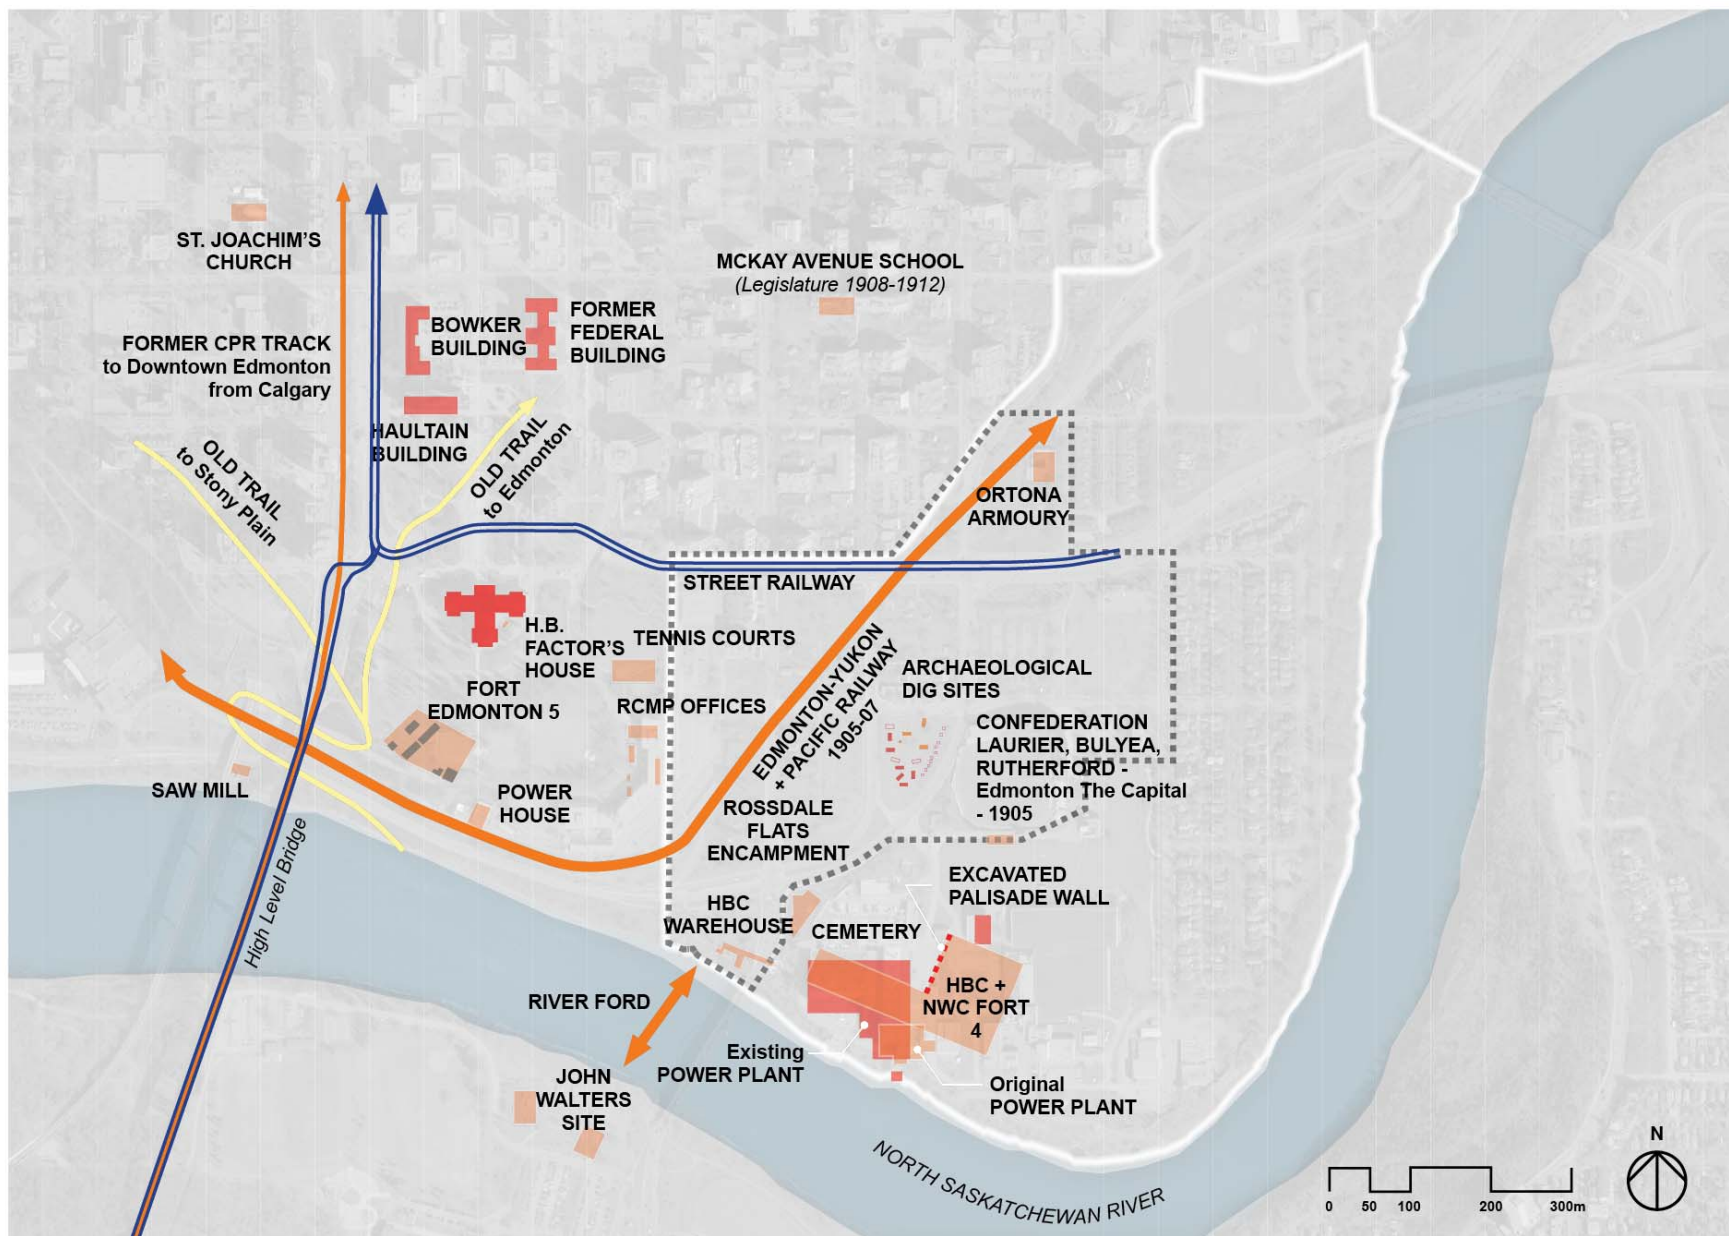 ST. JOACHIM'S
CHURCH
MCKAY AVENUE SCHOOL
(Legislature 1908-1912)
BOWKER
BUILDING
FORMER
FEDERAL
BUILDING
FORMER CPR TRACK
to Downtown Edmonton
from Calgary
HAULTAIN
BUILDING
OLD TRAIL
to Stony Plain
OLD TRAIL
to Edmonton
ORTONA
ARMOURY
STREET RAILWAY
H.B.
FACTOR'S
HOUSE
TENNIS COURTS
EDMONTON-YUKON
+ PACIFIC RAILWAY
1905-07
ARCHAEOLOGICAL
DIG SITES
FORT
EDMONTON 5
RCMP OFFICES
CONFEDERATION
LAURIER, BULYEA,
RUTHERFORD -
Edmonton The Capital
- 1905
SAW MILL
POWER
HOUSE
ROSSDALE
FLATS
ENCAMPMENT
High Level Bridge
EXCAVATED
PALISADE WALL
HBC
WAREHOUSE
CEMETERY
RIVER FORD
HBC +
NWC FORT
4
Existing
POWER PLANT
Original
POWER PLANT
JOHN
WALTERS
SITE
NORTH SASKATCHEWAN RIVER
N
0 50 100 200 300m